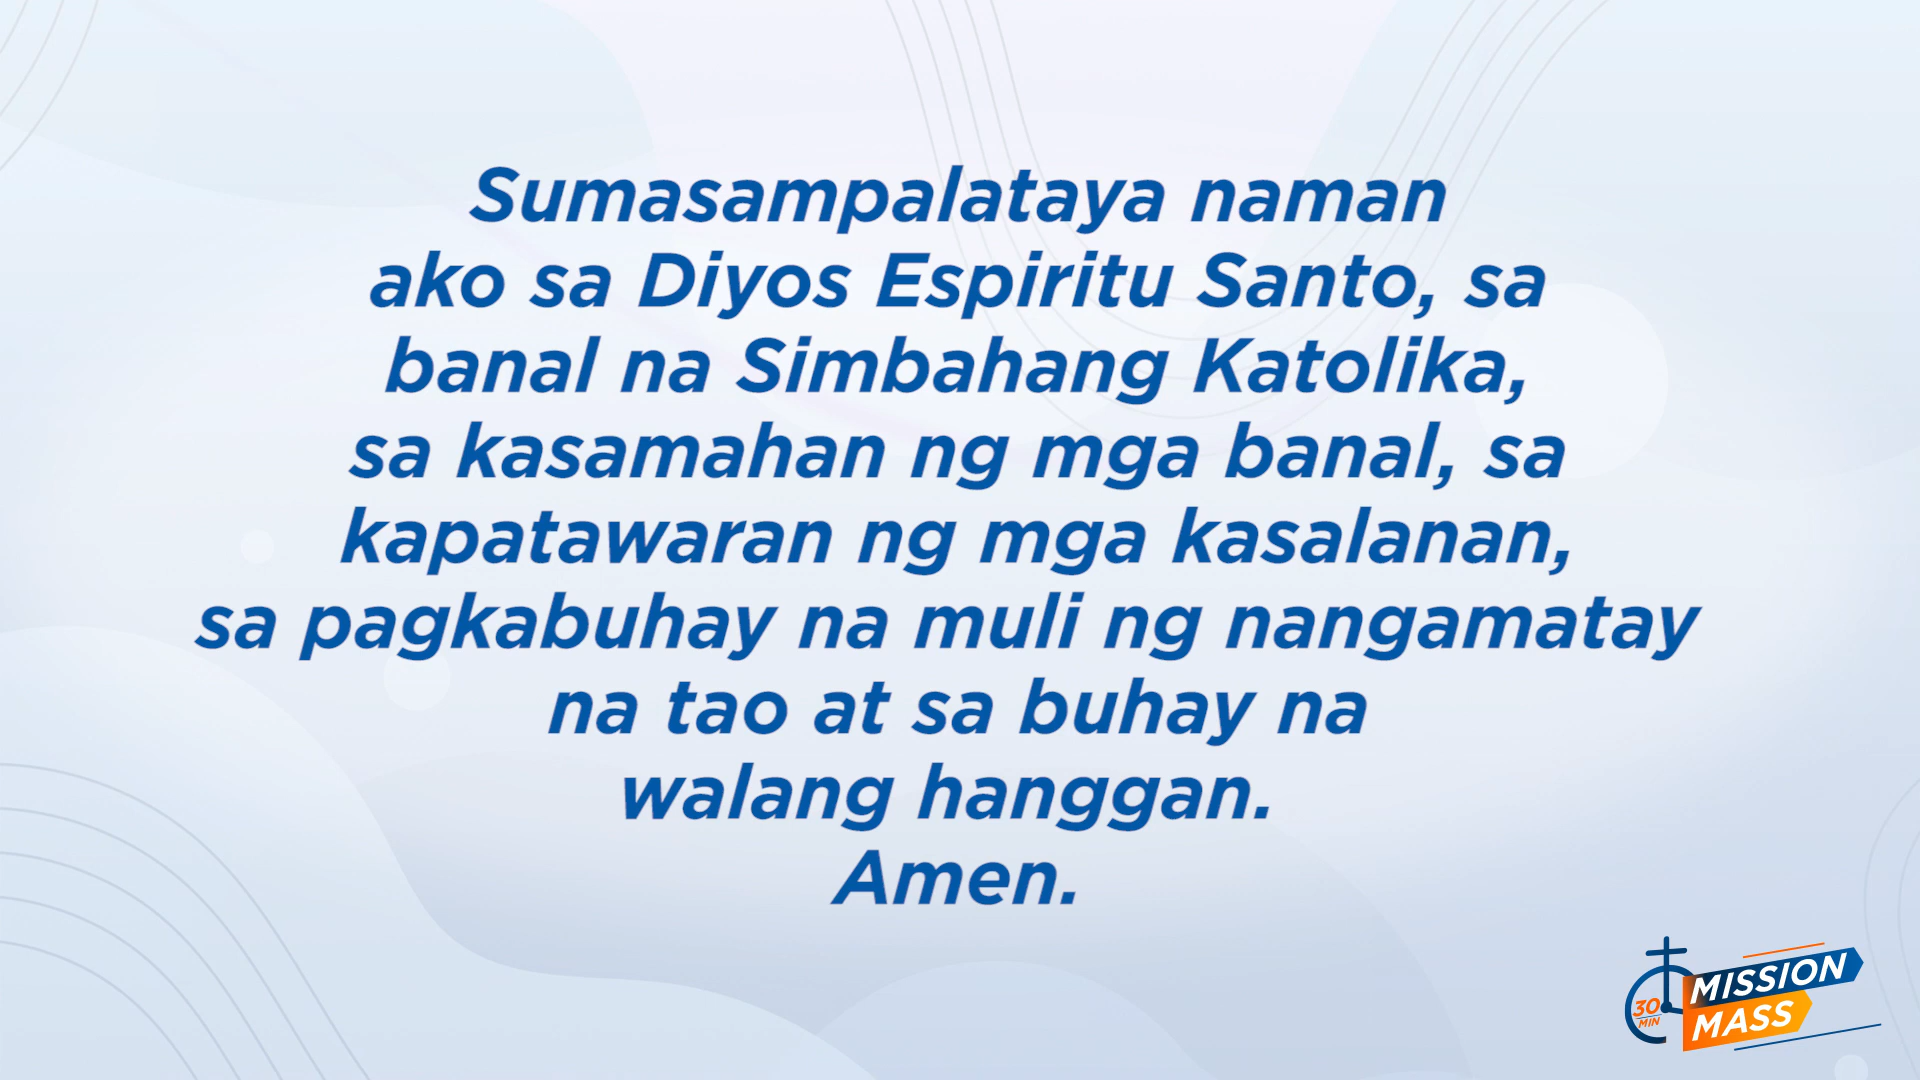 Sumasampalataya naman
ako sa Diyos Espiritu Santo, sa
banal na Simbahang Katolika,
sa kasamahan ng mga banal, sa
kapatawaran ng mga kasalanan,
sa pagkabuhay na muli ng nangamatay
na tao at sa buhay na
walang hanggan.
Amen.
30
MIN
MISSION
MASS